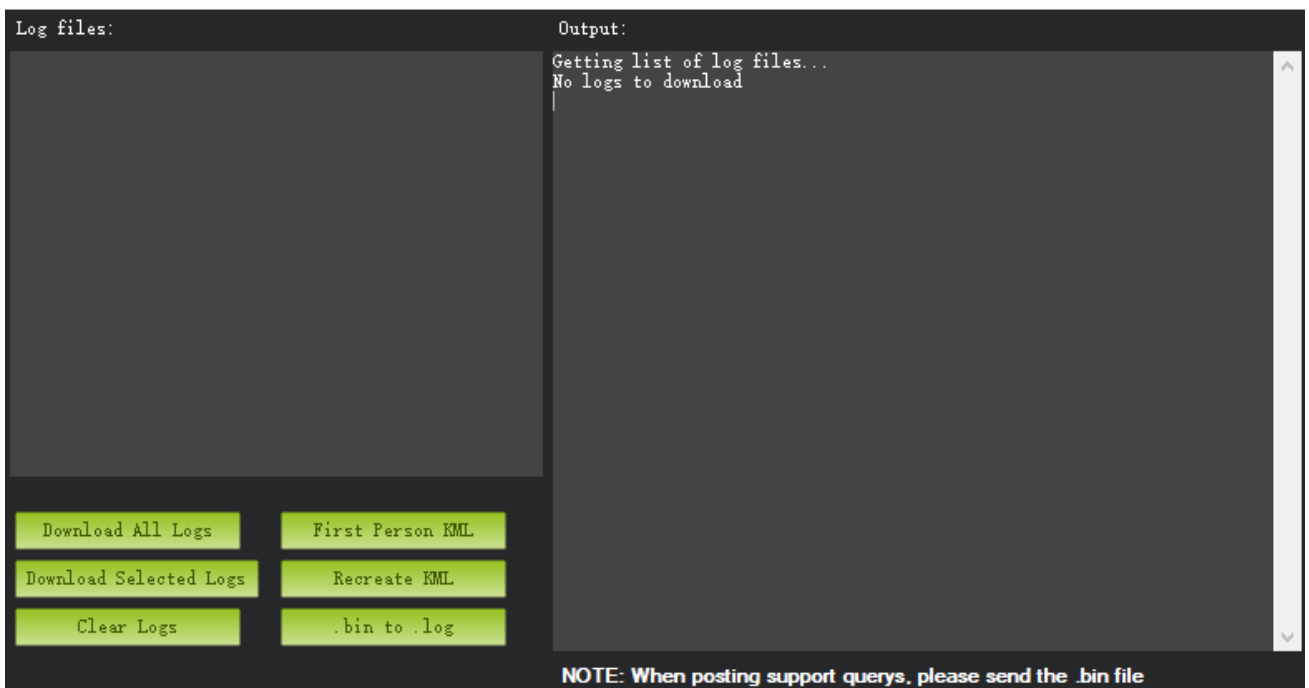 Log files:
Output:
Getting list of log files...
No logs to download
Download All Logs
First Person KML
Download Selected Logs
Recreate KML
Clear Logs
.bin to .log
NOTE: When posting support querys, please send the .bin file